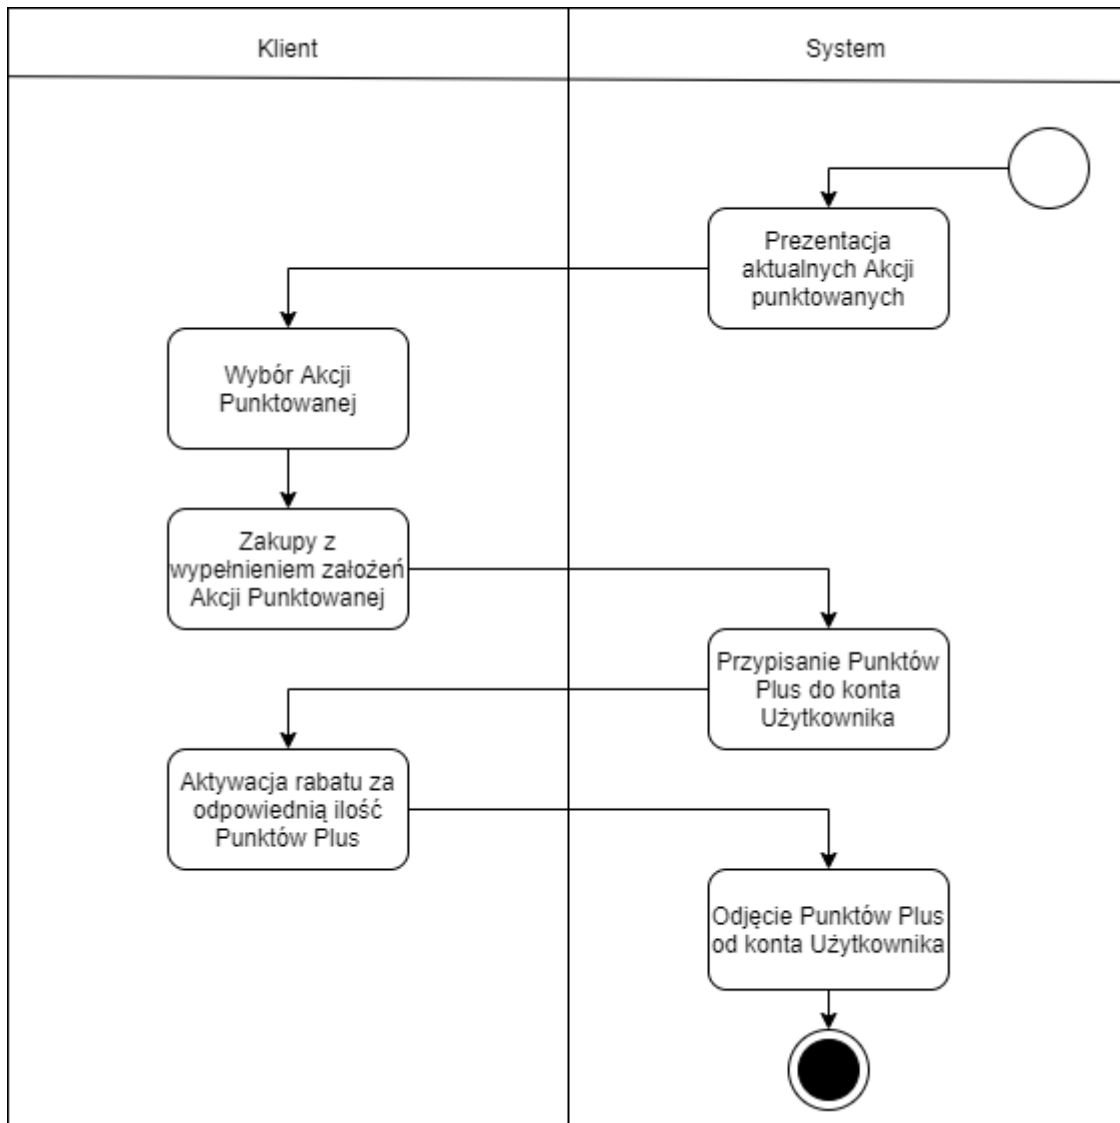 Klient
System
Prezentacja
aktualnych Akcji
punktowanych
Wybór Akcji
Punktowanej
Zakupy z
wypełnieniem założeń
Akcji Punktowanej
Przypisanie Punktów
Plus do konta
Użytkownika
Aktywacja rabatu za
odpowiednią ilość
Punktów Plus
Odjęcie Punktów Plus
od konta Użytkownika